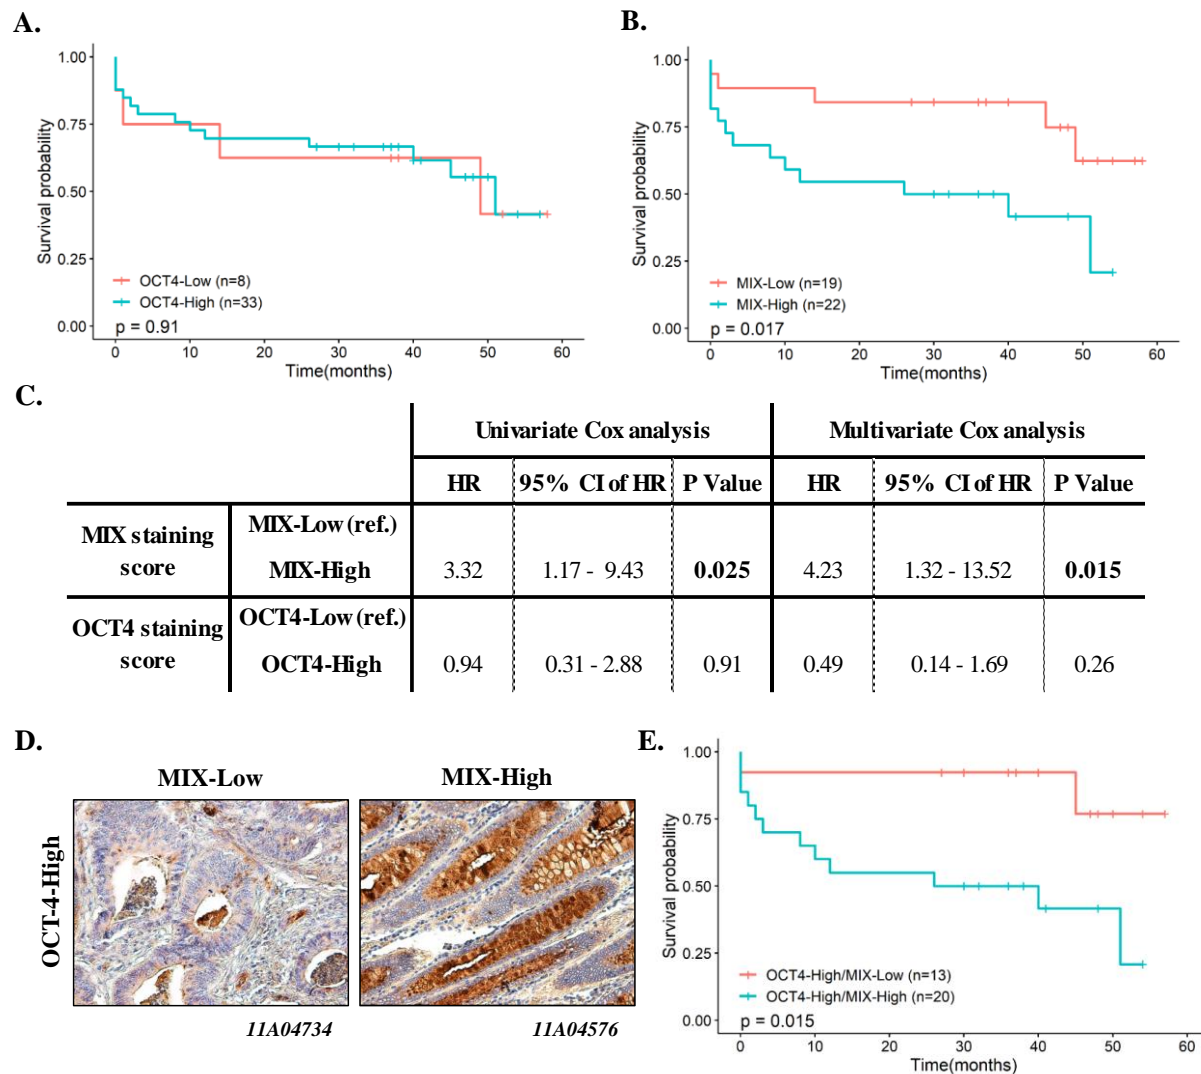 A.
1.00
0.75
0.50
0.25
0.00
Survival probability
OCT4-Low (n=8)
OCT4-High (n=33)
p = 0.91
0 10 20 30 40 50 60
Time(months)
B.
1.00
0.75
0.50
0.25
0.00
Survival probability
MIX-Low (n=19)
MIX-High (n=22)
p = 0.017
0 10 20 30 40 50 60
Time(months)
C.
Univariate Cox analysis Multivariate Cox analysis
HR 95% CI of HR P Value HR 95% CI of HR P Value
MIX staining score
MIX-Low (ref.)
MIX-High 3.32 1.17 - 9.43 0.025 4.23 1.32 - 13.52 0.015
OCT4 staining score
OCT4-Low (ref.)
OCT4-High 0.94 0.31 - 2.88 0.91 0.49 0.14 - 1.69 0.26
D.
MIX-Low MIX-High
OCT-4-High
11A04734 11A04576
E.
1.00
0.75
0.50
0.25
0.00
Survival probability
OCT4-High/MIX-Low (n=13)
OCT4-High/MIX-High (n=20)
p = 0.015
0 10 20 30 40 50 60
Time(months)